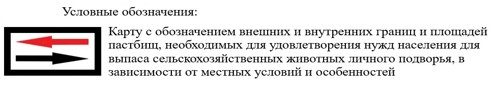 Условные обозначения:
Карту с обозначением внешних и внутренних границ и площадей
пастбищ, необходимых для удовлетворения нужд населения для
выпаса сельскохозяйственных животных личного подворья, в
зависимости от местных условий и особенностей